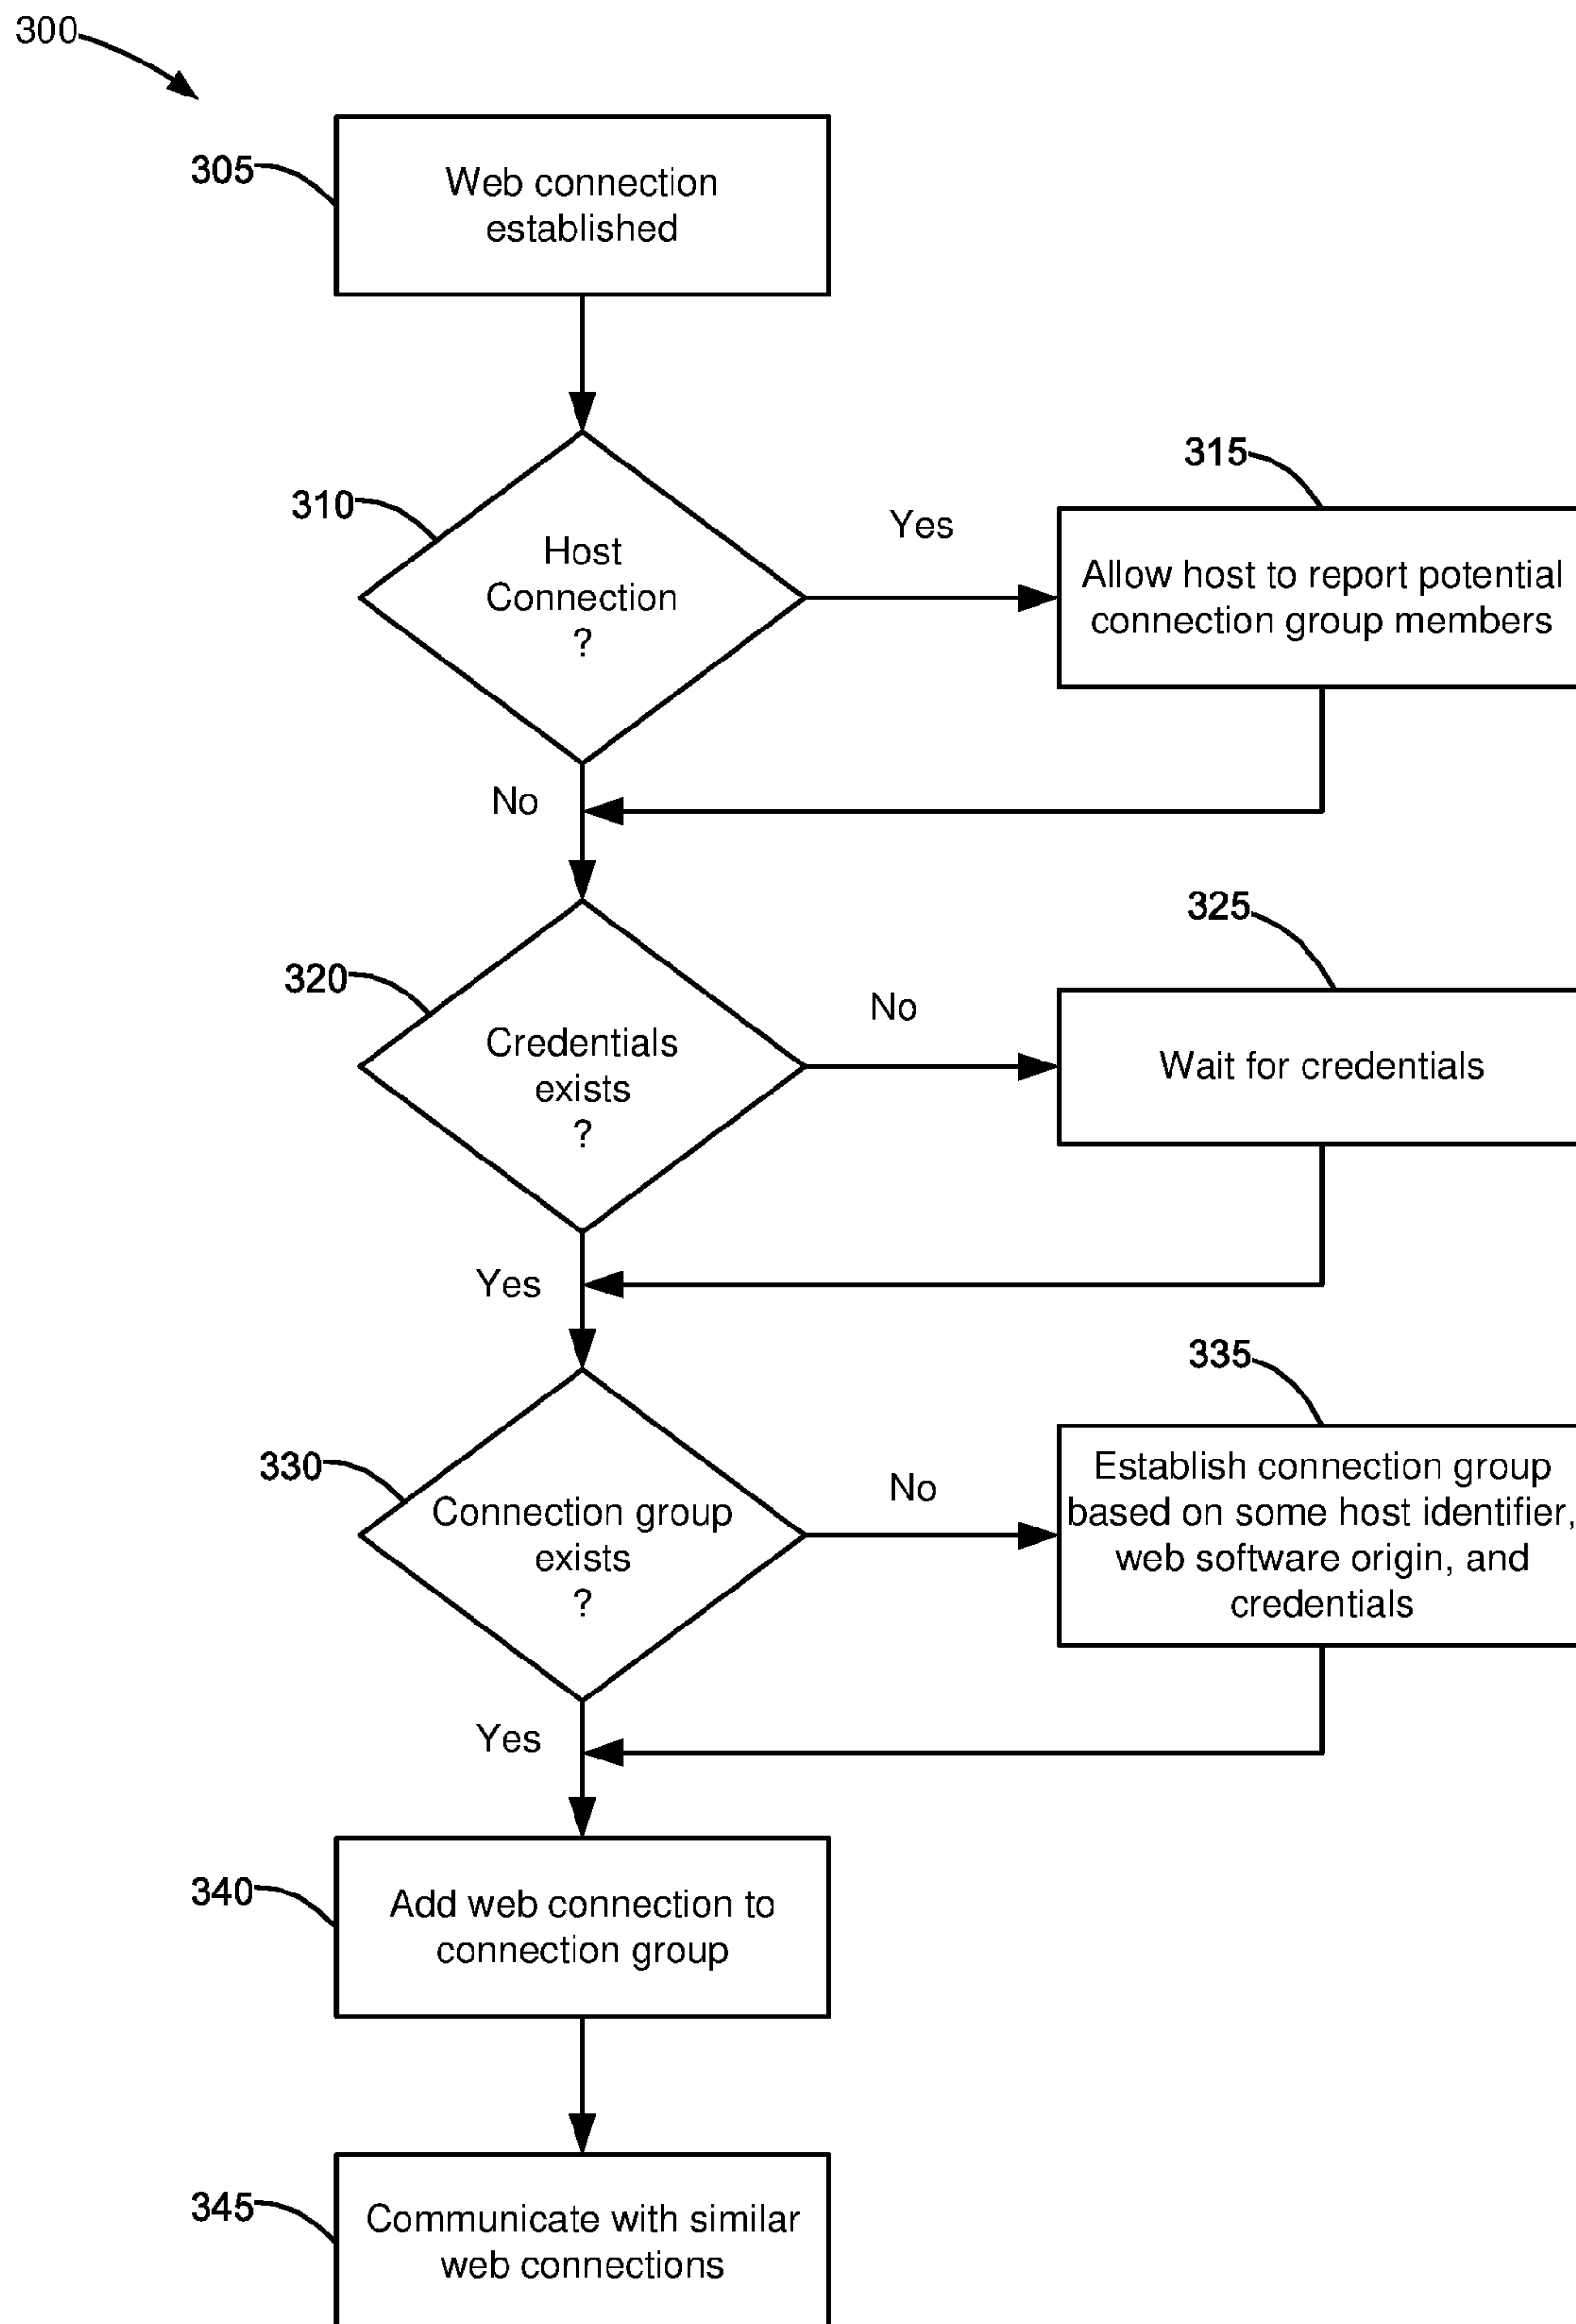 300
305
Web connection
established
310
Host
Connection
?
Yes
315
Allow host to report potential
connection group members
No
320
Credentials
exists
?
No
325
Wait for credentials
Yes
330
Connection group
exists
?
No
335
Establish connection group
based on some host identifier,
web software origin, and
credentials
Yes
340
Add web connection to
connection group
345
Communicate with similar
web connections